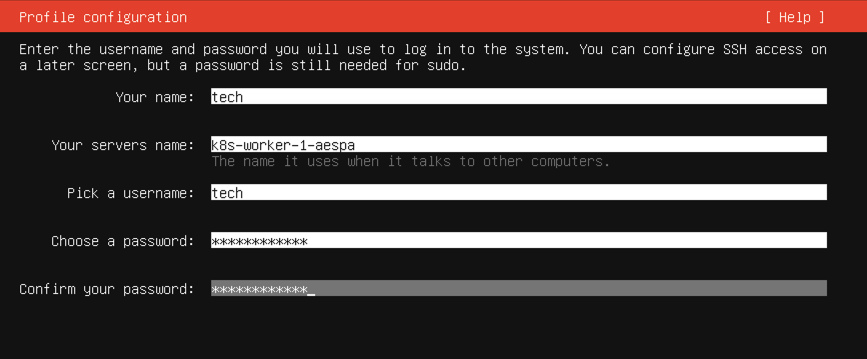 Profile configuration [ Help ]
Enter the username and password you will use to log in to the system. You can configure SSH access on
a later screen, but a password is still needed for sudo.
Your name: tech
Your servers name: k8s-worker-1-aespa
The name it uses when it talks to other computers.
Pick a username: tech
Choose a password: ************
Confirm your password: ************_